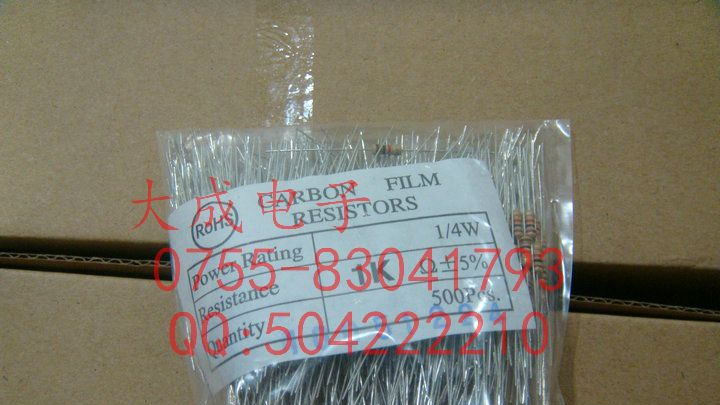 RoHS
CARBON FILM
RESISTORS
Power Rating 1/4W
Resistance 1K Ω±5%
Quantity 500Pcs.
大成电子
0755-83041793
QQ:504222210